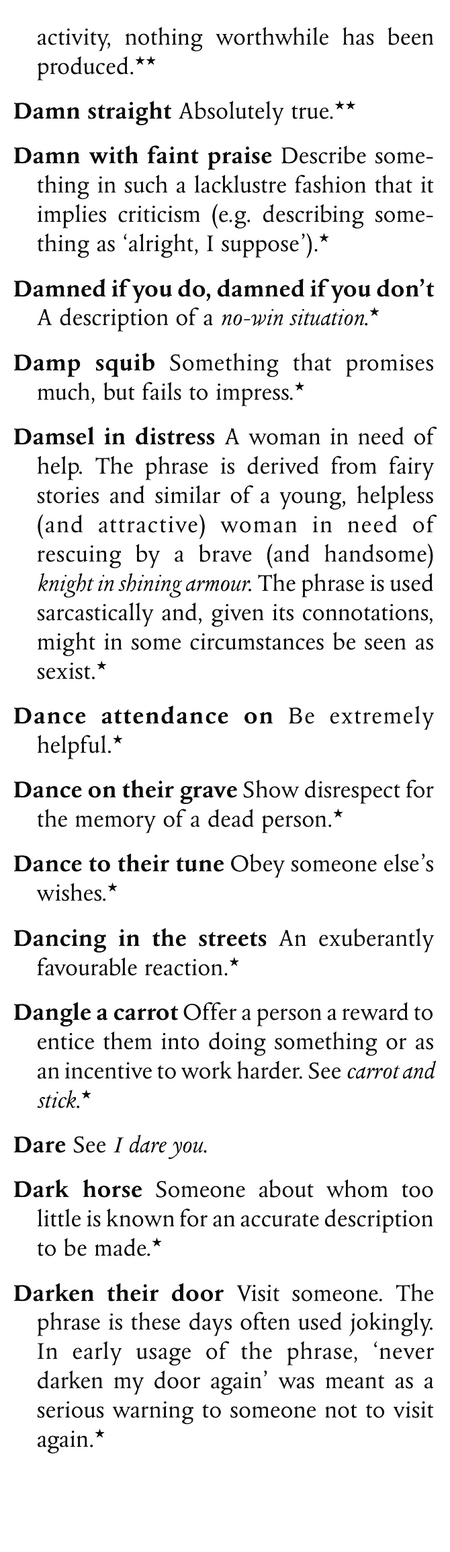 activity, nothing worthwhile has been
produced.★★
Damn straight Absolutely true.★★
Damn with faint praise Describe some-
thing in such a lacklustre fashion that it
implies criticism (e.g. describing some-
thing as ‘alright, I suppose’).★
Damned if you do, damned if you don’t
A description of a no-win situation.★
Damp squib Something that promises
much, but fails to impress.★
Damsel in distress A woman in need of
help. The phrase is derived from fairy
stories and similar of a young, helpless
(and attractive) woman in need of
rescuing by a brave (and handsome)
knight in shining armour. The phrase is used
sarcastically and, given its connotations,
might in some circumstances be seen as
sexist.★
Dance attendance on Be extremely
helpful.★
Dance on their grave Show disrespect for
the memory of a dead person.★
Dance to their tune Obey someone else’s
wishes.★
Dancing in the streets An exuberantly
favourable reaction.★
Dangle a carrot Offer a person a reward to
entice them into doing something or as
an incentive to work harder. See carrot and
stick.★
Dare See I dare you.
Dark horse Someone about whom too
little is known for an accurate description
to be made.★
Darken their door Visit someone. The
phrase is these days often used jokingly.
In early usage of the phrase, ‘never
darken my door again’ was meant as a
serious warning to someone not to visit
again.★